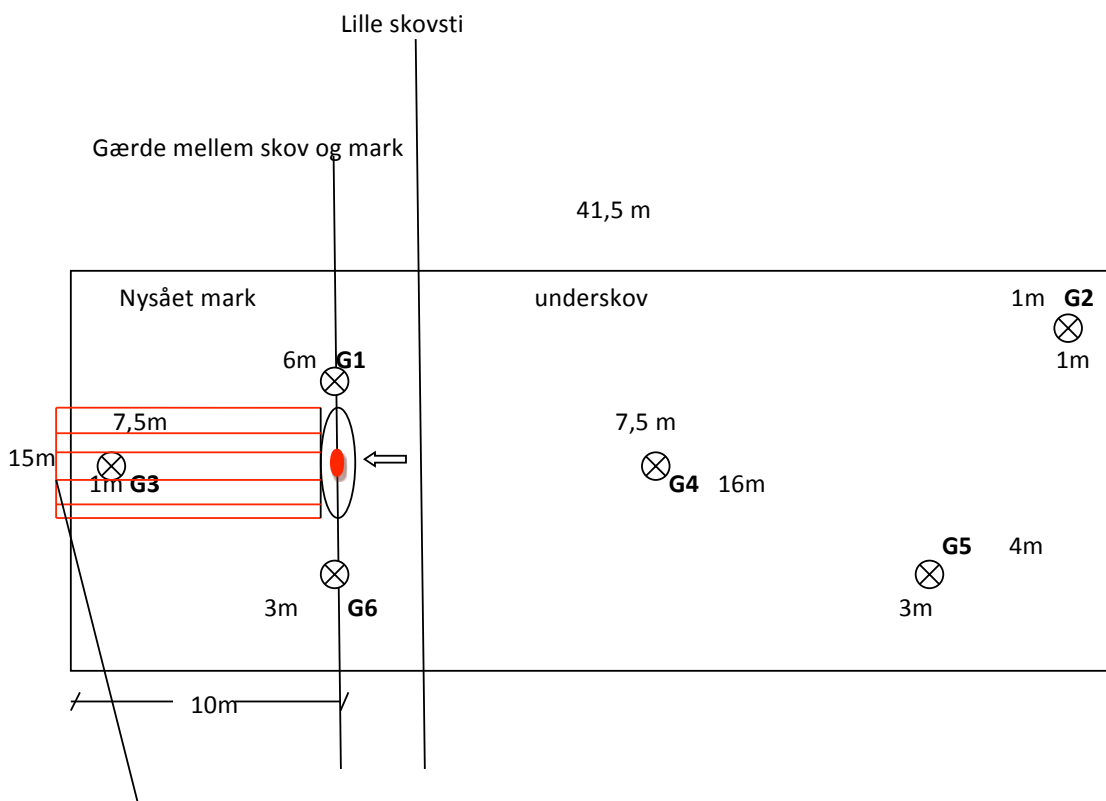 Lille skovsti
Gærde mellem skov og mark
41,5 m
Nysået mark
underskov
1m G2
1m
6m G1
7,5m
7,5 m
15m
1m G3
G4 16m
G5 4m
3m
3m G6
10m